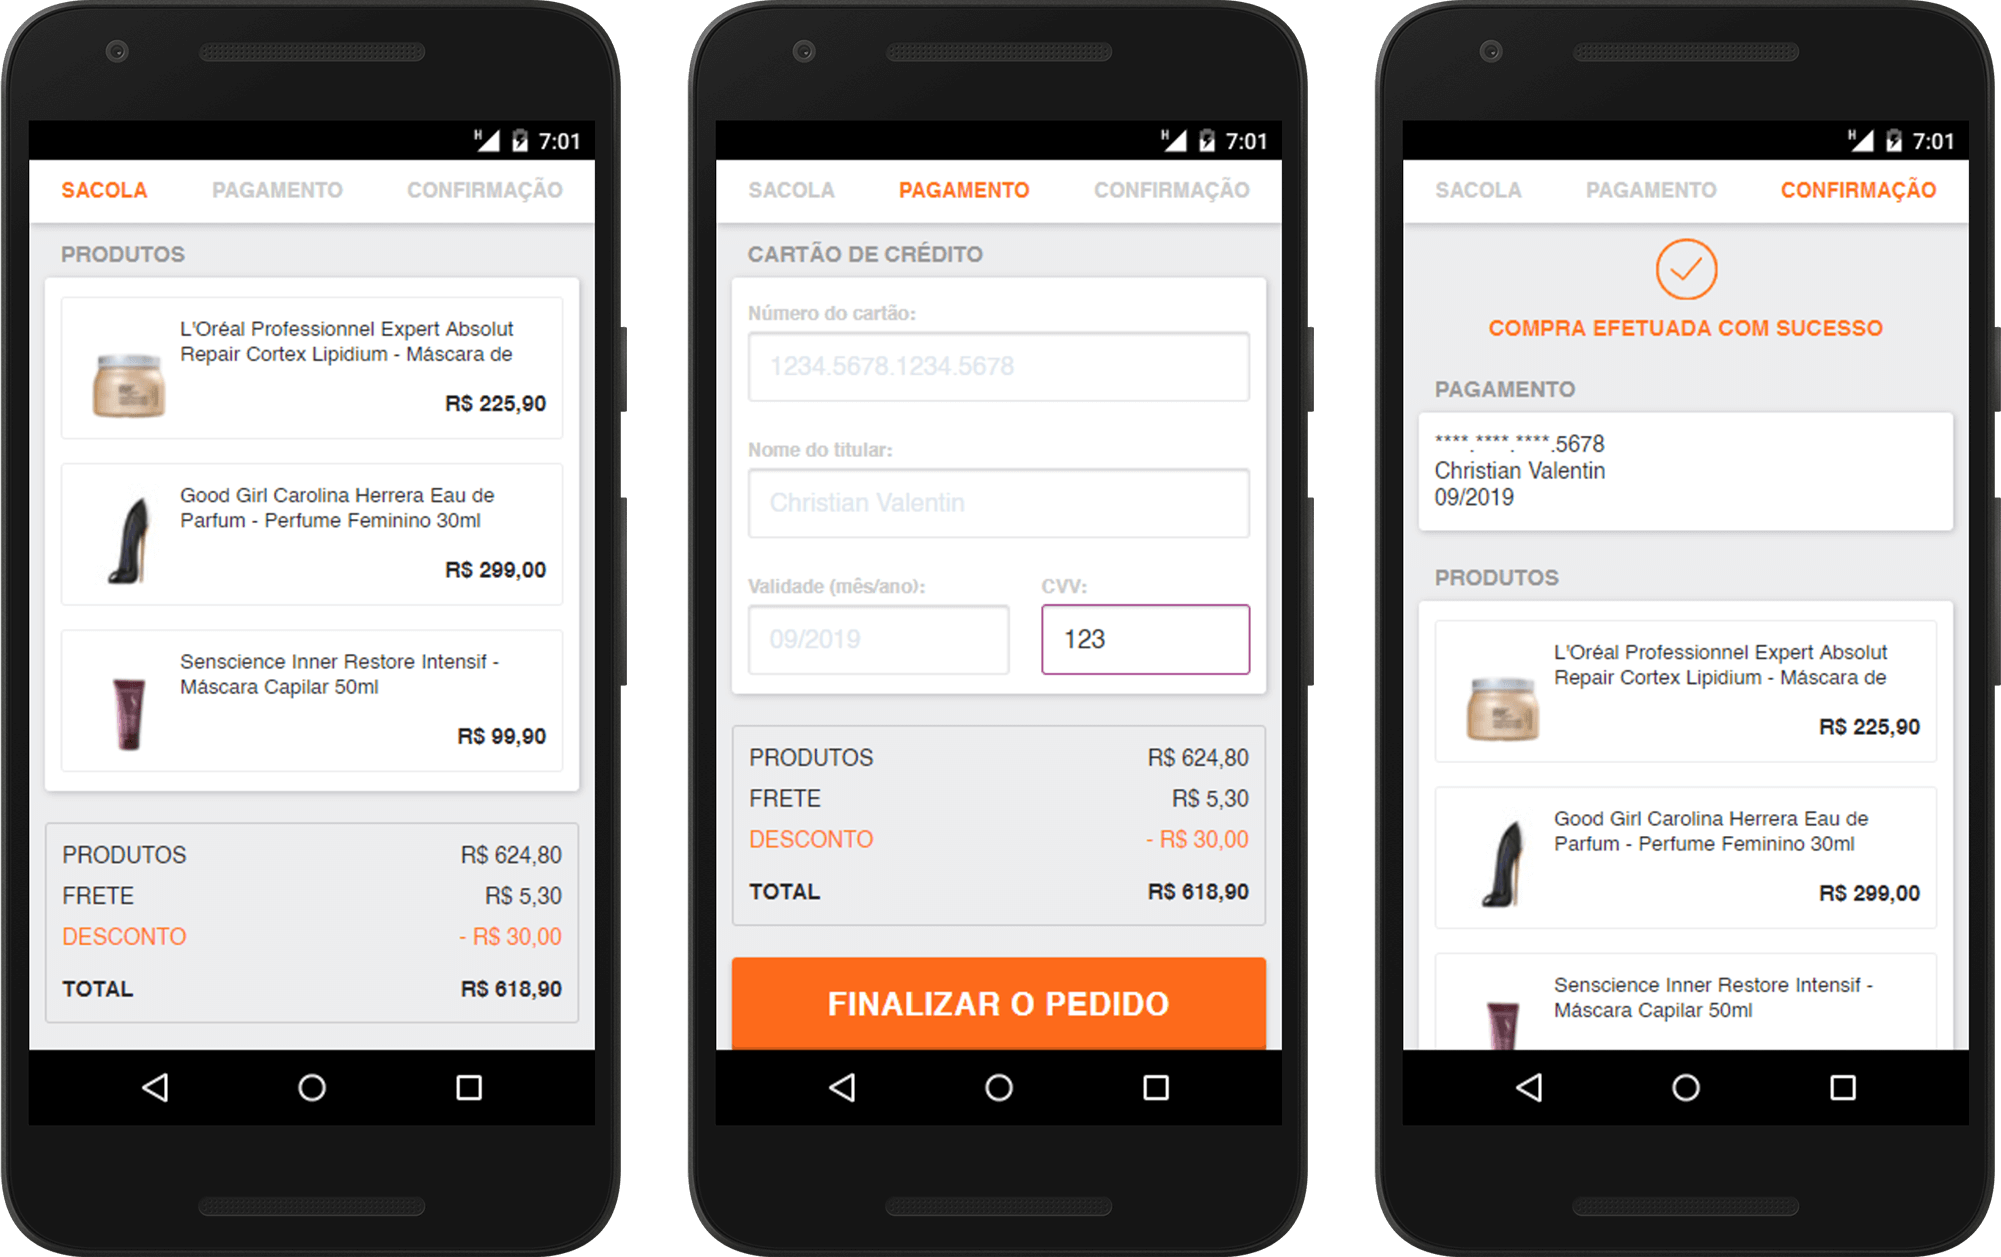 H 7:01
SACOLA PAGAMENTO CONFIRMAÇÃO
PRODUTOS
L'Oréal Professionnel Expert Absolut
Repair Cortex Lipidium - Máscara de
R$ 225,90
Good Girl Carolina Herrera Eau de
Parfum - Perfume Feminino 30ml
R$ 299,00
Senscience Inner Restore Intensif -
Máscara Capilar 50ml
R$ 99,90
PRODUTOS R$ 624,80
FRETE R$ 5,30
DESCONTO - R$ 30,00
TOTAL R$ 618,90
H 7:01
SACOLA PAGAMENTO CONFIRMAÇÃO
CARTÃO DE CRÉDITO
Número do cartão:
1234.5678.1234.5678
Nome do titular:
Christian Valentin
Validade (mês/ano): CVV:
09/2019 123
PRODUTOS R$ 624,80
FRETE R$ 5,30
DESCONTO - R$ 30,00
TOTAL R$ 618,90
FINALIZAR O PEDIDO
H 7:01
SACOLA PAGAMENTO CONFIRMAÇÃO
COMPRA EFETUADA COM SUCESSO
PAGAMENTO
****.****.****.5678
Christian Valentin
09/2019
PRODUTOS
L'Oréal Professionnel Expert Absolut
Repair Cortex Lipidium - Máscara de
R$ 225,90
Good Girl Carolina Herrera Eau de
Parfum - Perfume Feminino 30ml
R$ 299,00
Senscience Inner Restore Intensif -
Máscara Capilar 50ml